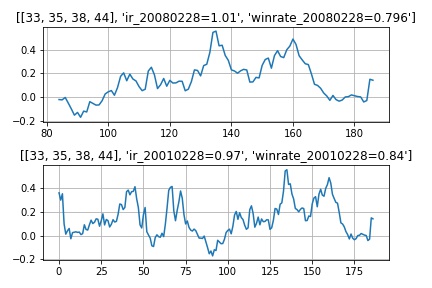 [[33, 35, 38, 44], 'ir_20080228=1.01', 'winrate_20080228=0.796']
0.4
0.2
0.0
−0.2
80 100 120 140 160 180
[[33, 35, 38, 44], 'ir_20010228=0.97', 'winrate_20010228=0.84']
0.4
0.2
0.0
−0.2
0 25 50 75 100 125 150 175